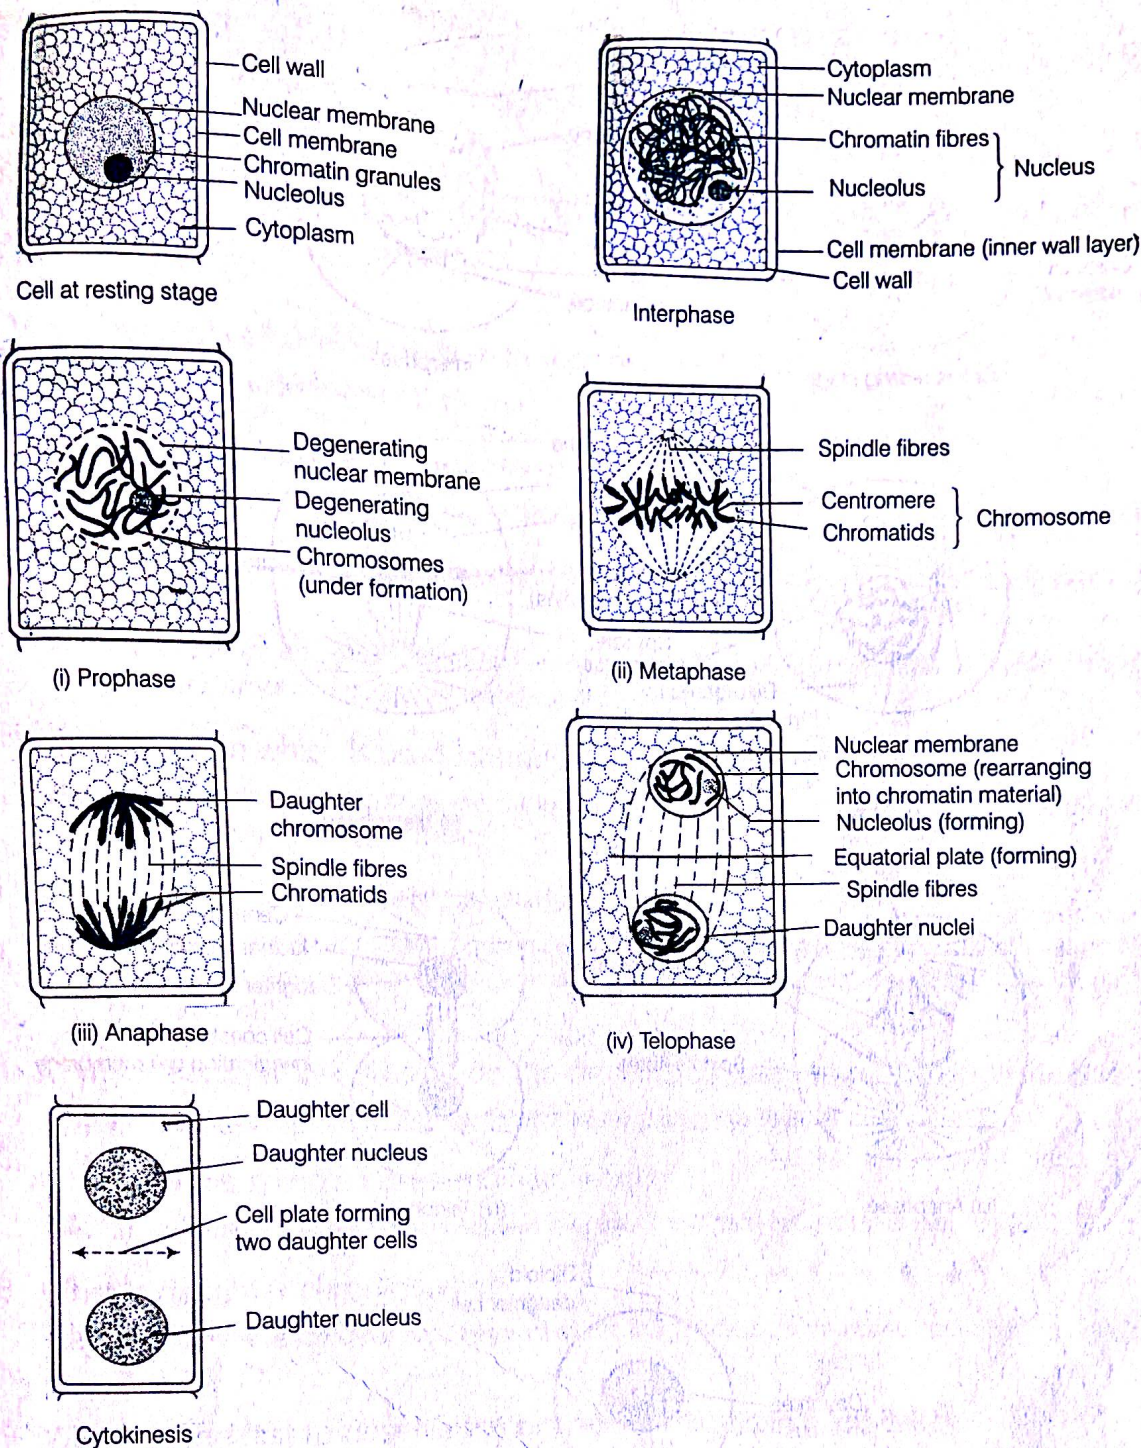 Cell wall
Nuclear membrane
Cell membrane
Chromatin granules
Nucleolus
Cytoplasm
Cell at resting stage
Cytoplasm
Nuclear membrane
Chromatin fibres
Nucleus
Nucleolus
Cell membrane (inner wall layer)
Cell wall
Interphase
Degenerating
nuclear membrane
Degenerating
nucleolus
Chromosomes
(under formation)
(i) Prophase
Spindle fibres
Centromere
Chromatids
Chromosome
(ii) Metaphase
Daughter
chromosome
Spindle fibres
Chromatids
(iii) Anaphase
Nuclear membrane
Chromosome (rearranging
into chromatin material)
Nucleolus (forming)
Equatorial plate (forming)
Spindle fibres
Daughter nuclei
(iv) Telophase
Daughter cell
Daughter nucleus
Cell plate forming
two daughter cells
Daughter nucleus
Cytokinesis